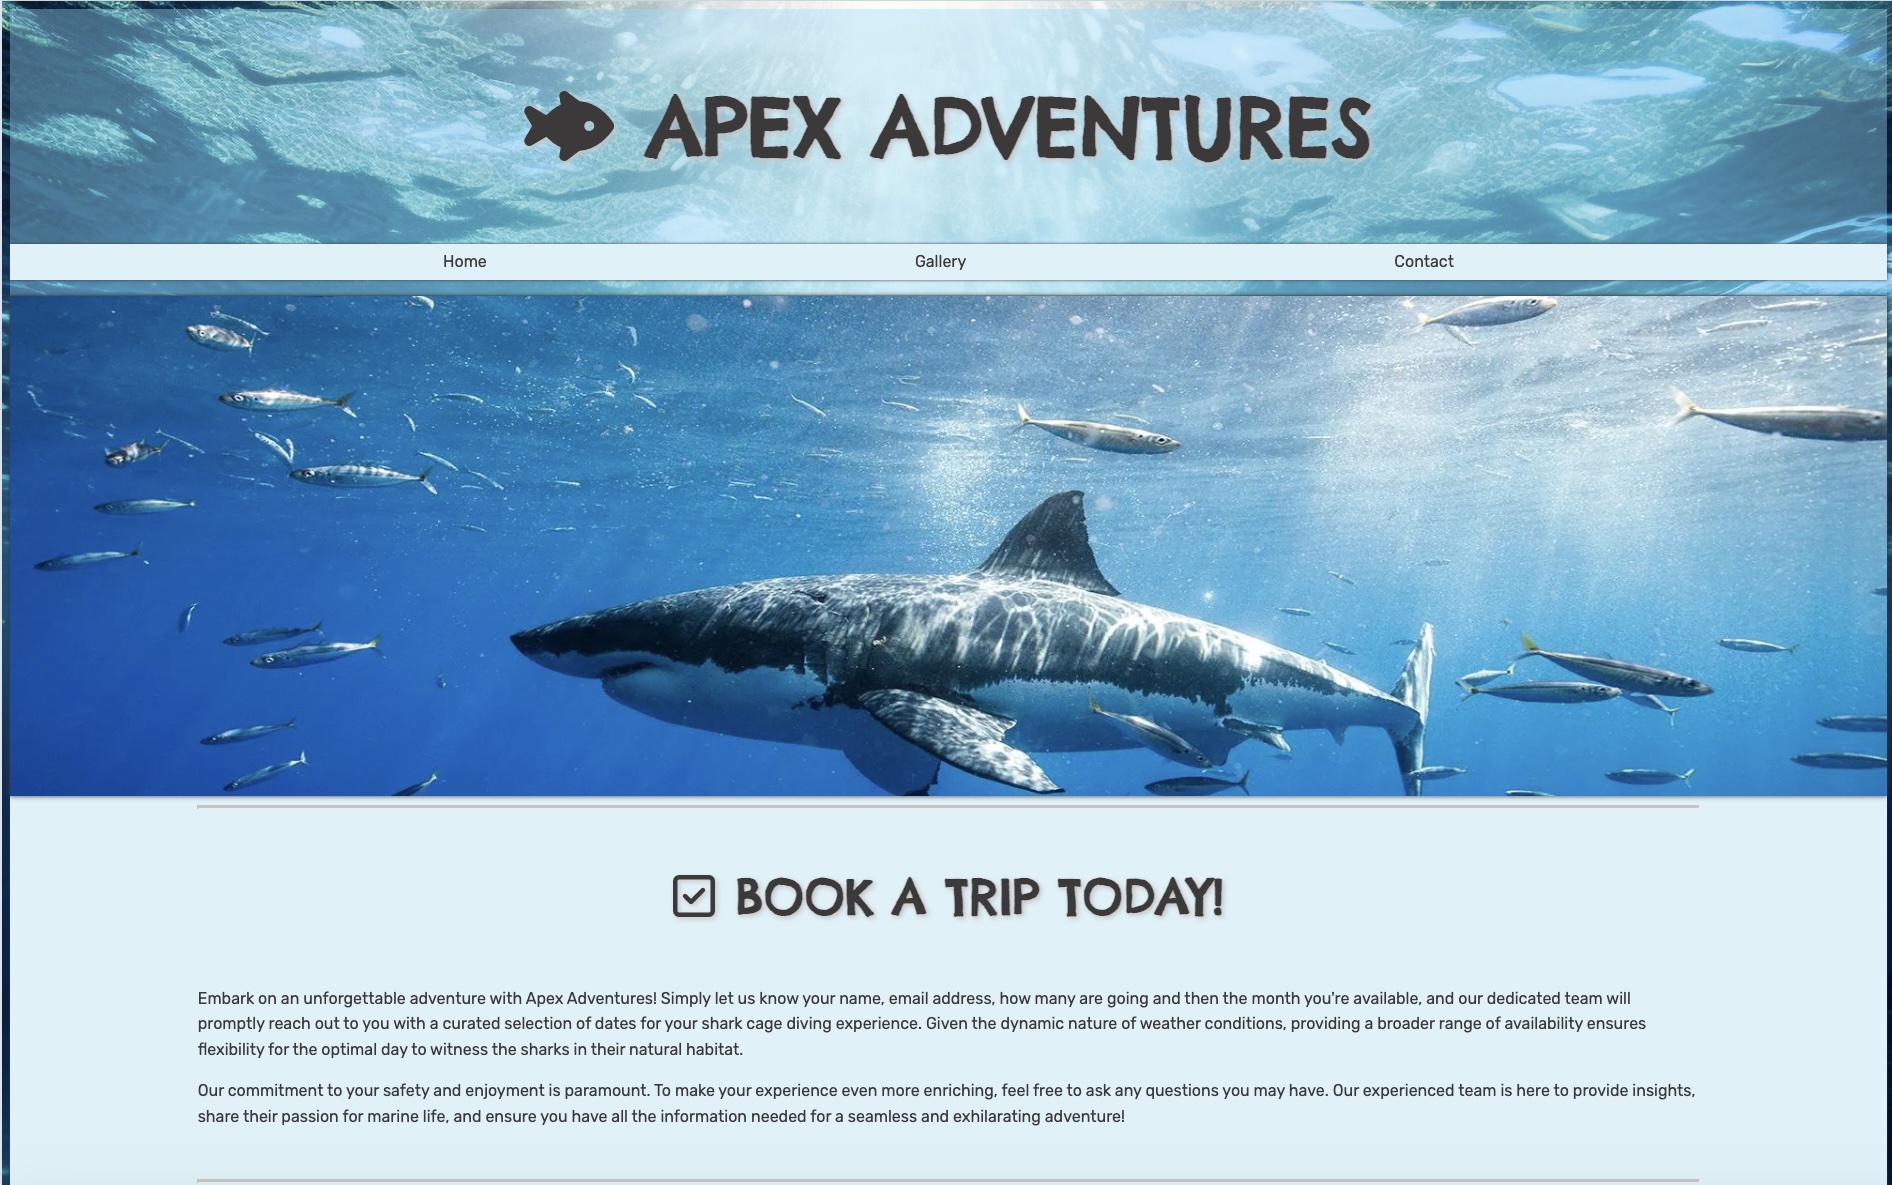 APEX ADVENTURES
Home Gallery Contact
BOOK A TRIP TODAY!
Embark on an unforgettable adventure with Apex Adventures! Simply let us know your name, email address, how many are going and then the month you're available, and our dedicated team will
promptly reach out to you with a curated selection of dates for your shark cage diving experience. Given the dynamic nature of weather conditions, providing a broader range of availability ensures
flexibility for the optimal day to witness the sharks in their natural habitat.
Our commitment to your safety and enjoyment is paramount. To make your experience even more enriching, feel free to ask any questions you may have. Our experienced team is here to provide insights,
share their passion for marine life, and ensure you have all the information needed for a seamless and exhilarating adventure!